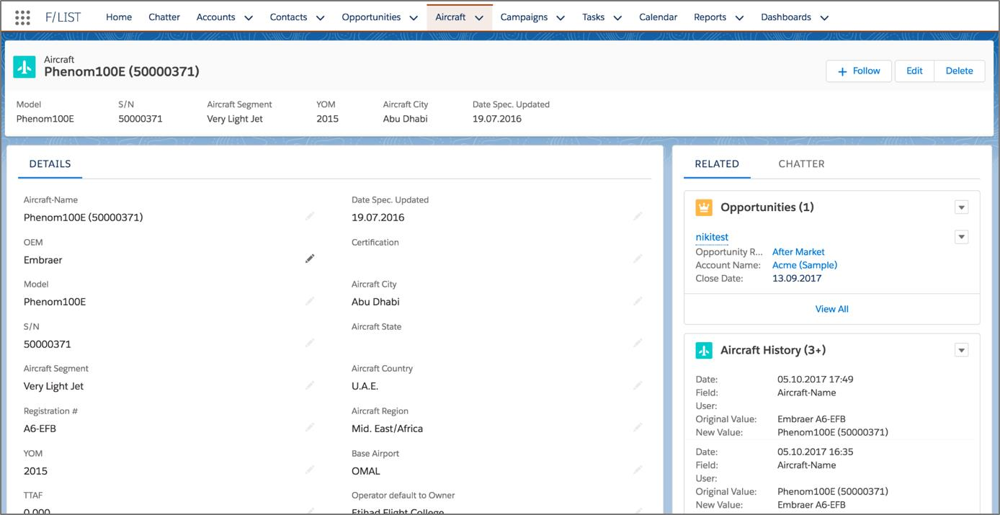 F/LIST Home Chatter Accounts Contacts Opportunities Aircraft Campaigns Tasks Calendar Reports Dashboards
Aircraft
Phenom100E (50000371)
+ Follow Edit Delete
Model S/N Aircraft Segment YOM Aircraft City Date Spec. Updated
Phenom100E 50000371 Very Light Jet 2015 Abu Dhabi 19.07.2016
DETAILS
Aircraft-Name Date Spec. Updated
Phenom100E (50000371) 19.07.2016
OEM Certification
Embraer
Model Aircraft City
Phenom100E Abu Dhabi
S/N Aircraft State
50000371
Aircraft Segment Aircraft Country
Very Light Jet U.A.E.
Registration # Aircraft Region
A6-EFB Mid. East/Africa
YOM Base Airport
2015 OMAL
TTAF Operator default to Owner
0.000 Etihad Flight College
RELATED CHATTER
Opportunities (1)
nikitest
Opportunity R... After Market
Account Name: Acme (Sample)
Close Date: 13.09.2017
View All
Aircraft History (3+)
Date: 05.10.2017 17:49
Field: Aircraft-Name
User:
Original Value: Embraer A6-EFB
New Value: Phenom100E (50000371)
Date: 05.10.2017 16:35
Field: Aircraft-Name
User:
Original Value: Phenom100E (50000371)
New Value: Embraer A6-EFB